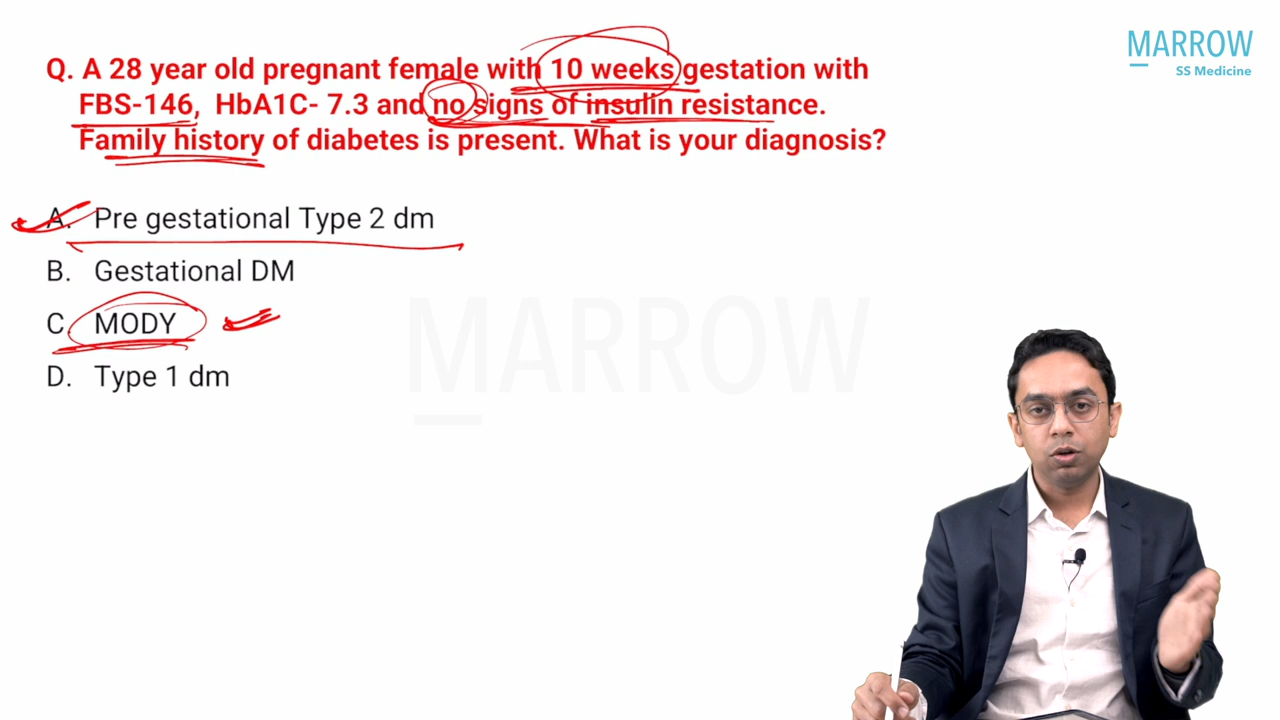 MARROW
SS Medicine
Q. A 28 year old pregnant female with 10 weeks gestation with
FBS-146, HbA1C- 7.3 and no signs of insulin resistance.
Family history of diabetes is present. What is your diagnosis?
A. Pre gestational Type 2 dm
B. Gestational DM
C MODY
D. Type 1 dm
MARROW